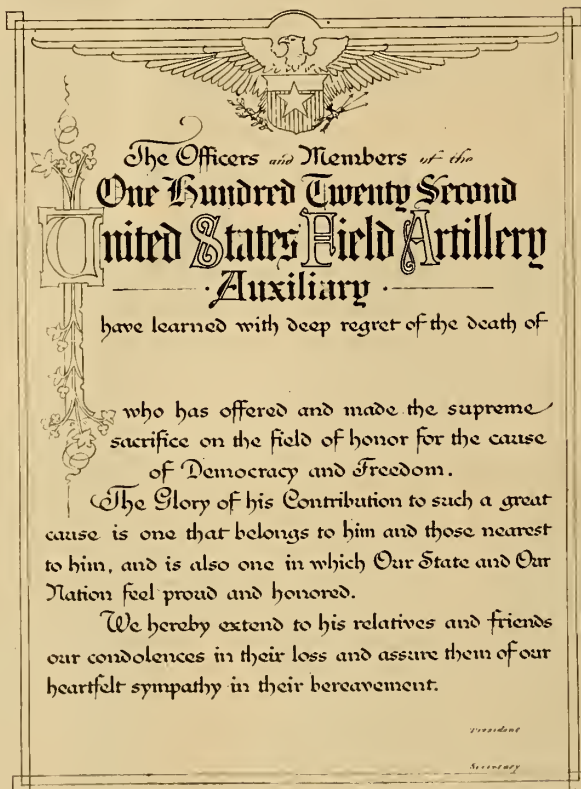 The Officers and Members of the
One Hundred Twenty Second
United States Field Artillery
Auxiliary
have learned with deep regret of the death of
who has offered and made the supreme
sacrifice on the field of honor for the cause
of Democracy and Freedom.
The Glory of his Contribution to such a great
cause is one that belongs to him and those nearest
to him, and is also one in which Our State and Our
Nation feel proud and honored.
We hereby extend to his relatives and friends
our condolences in their loss and assure them of our
heartfelt sympathy in their bereavement.
President
Secretary